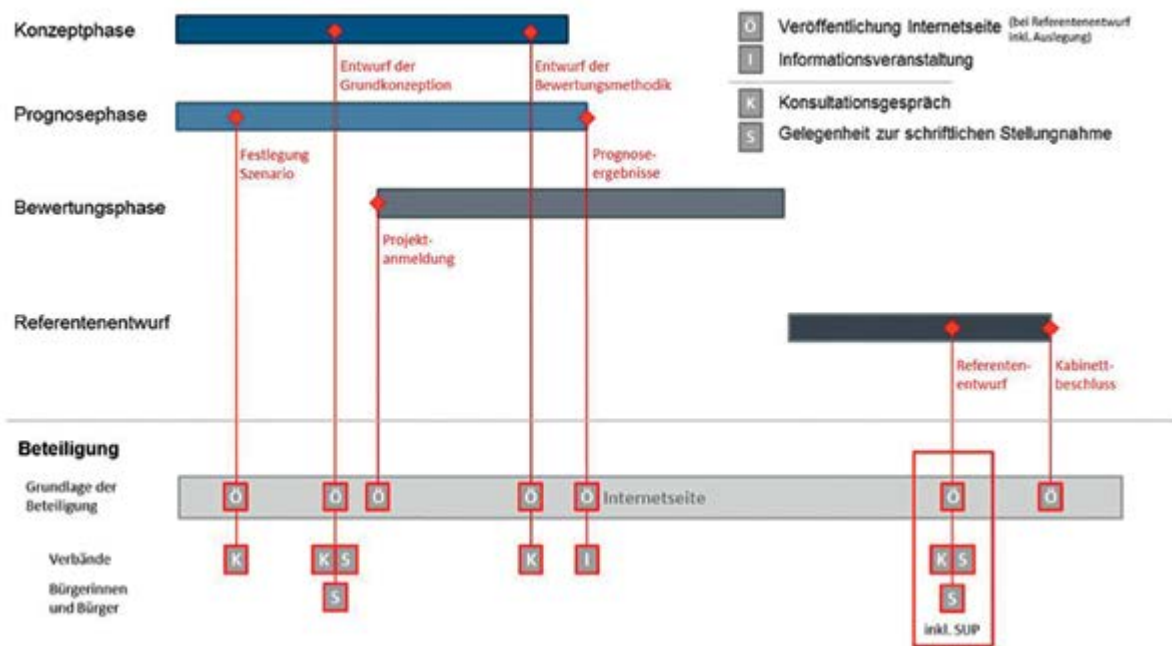 Konzeptphase
Ö Veröffentlichung Internetseite (bei Referentenentwurf
inkl. Auslegung)
I Informationsveranstaltung
Entwurf der
Grundkonzeption
Entwurf der
Bewertungsmethodik
K Konsultationsgespräch
S Gelegenheit zur schriftlichen Stellungnahme
Prognosephase
Festlegung
Szenario
Prognose-
ergebnisse
Bewertungsphase
Projekt-
anmeldung
Referentenentwurf
Referenten-
entwurf
Kabinett-
beschluss
Beteiligung
Grundlage der
Beteiligung
Ö Ö Ö Ö Ö Internetseite Ö Ö
Verbände
K K S K I K S
Bürgerinnen
und Bürger
S S
inkl. SUP